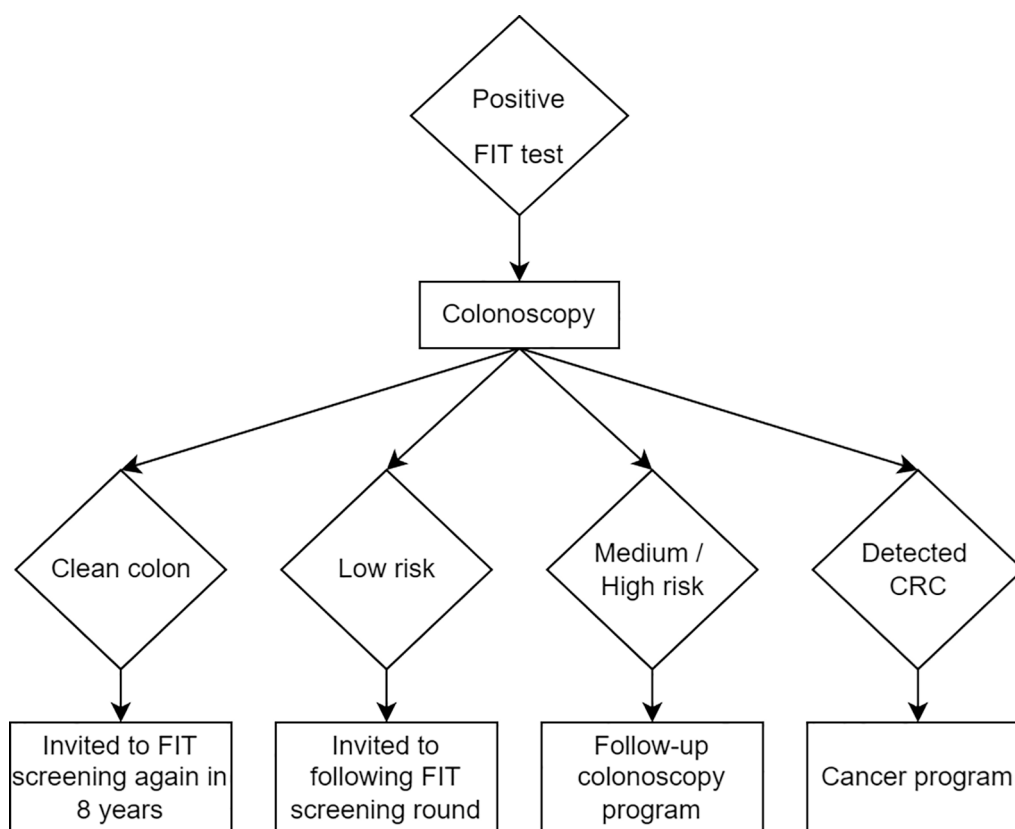 Positive
FIT test
Colonoscopy
Clean colon
Low risk
Medium /
High risk
Detected
CRC
Invited to FIT
screening again in
8 years
Invited to
following FIT
screening round
Follow-up
colonoscopy
program
Cancer program